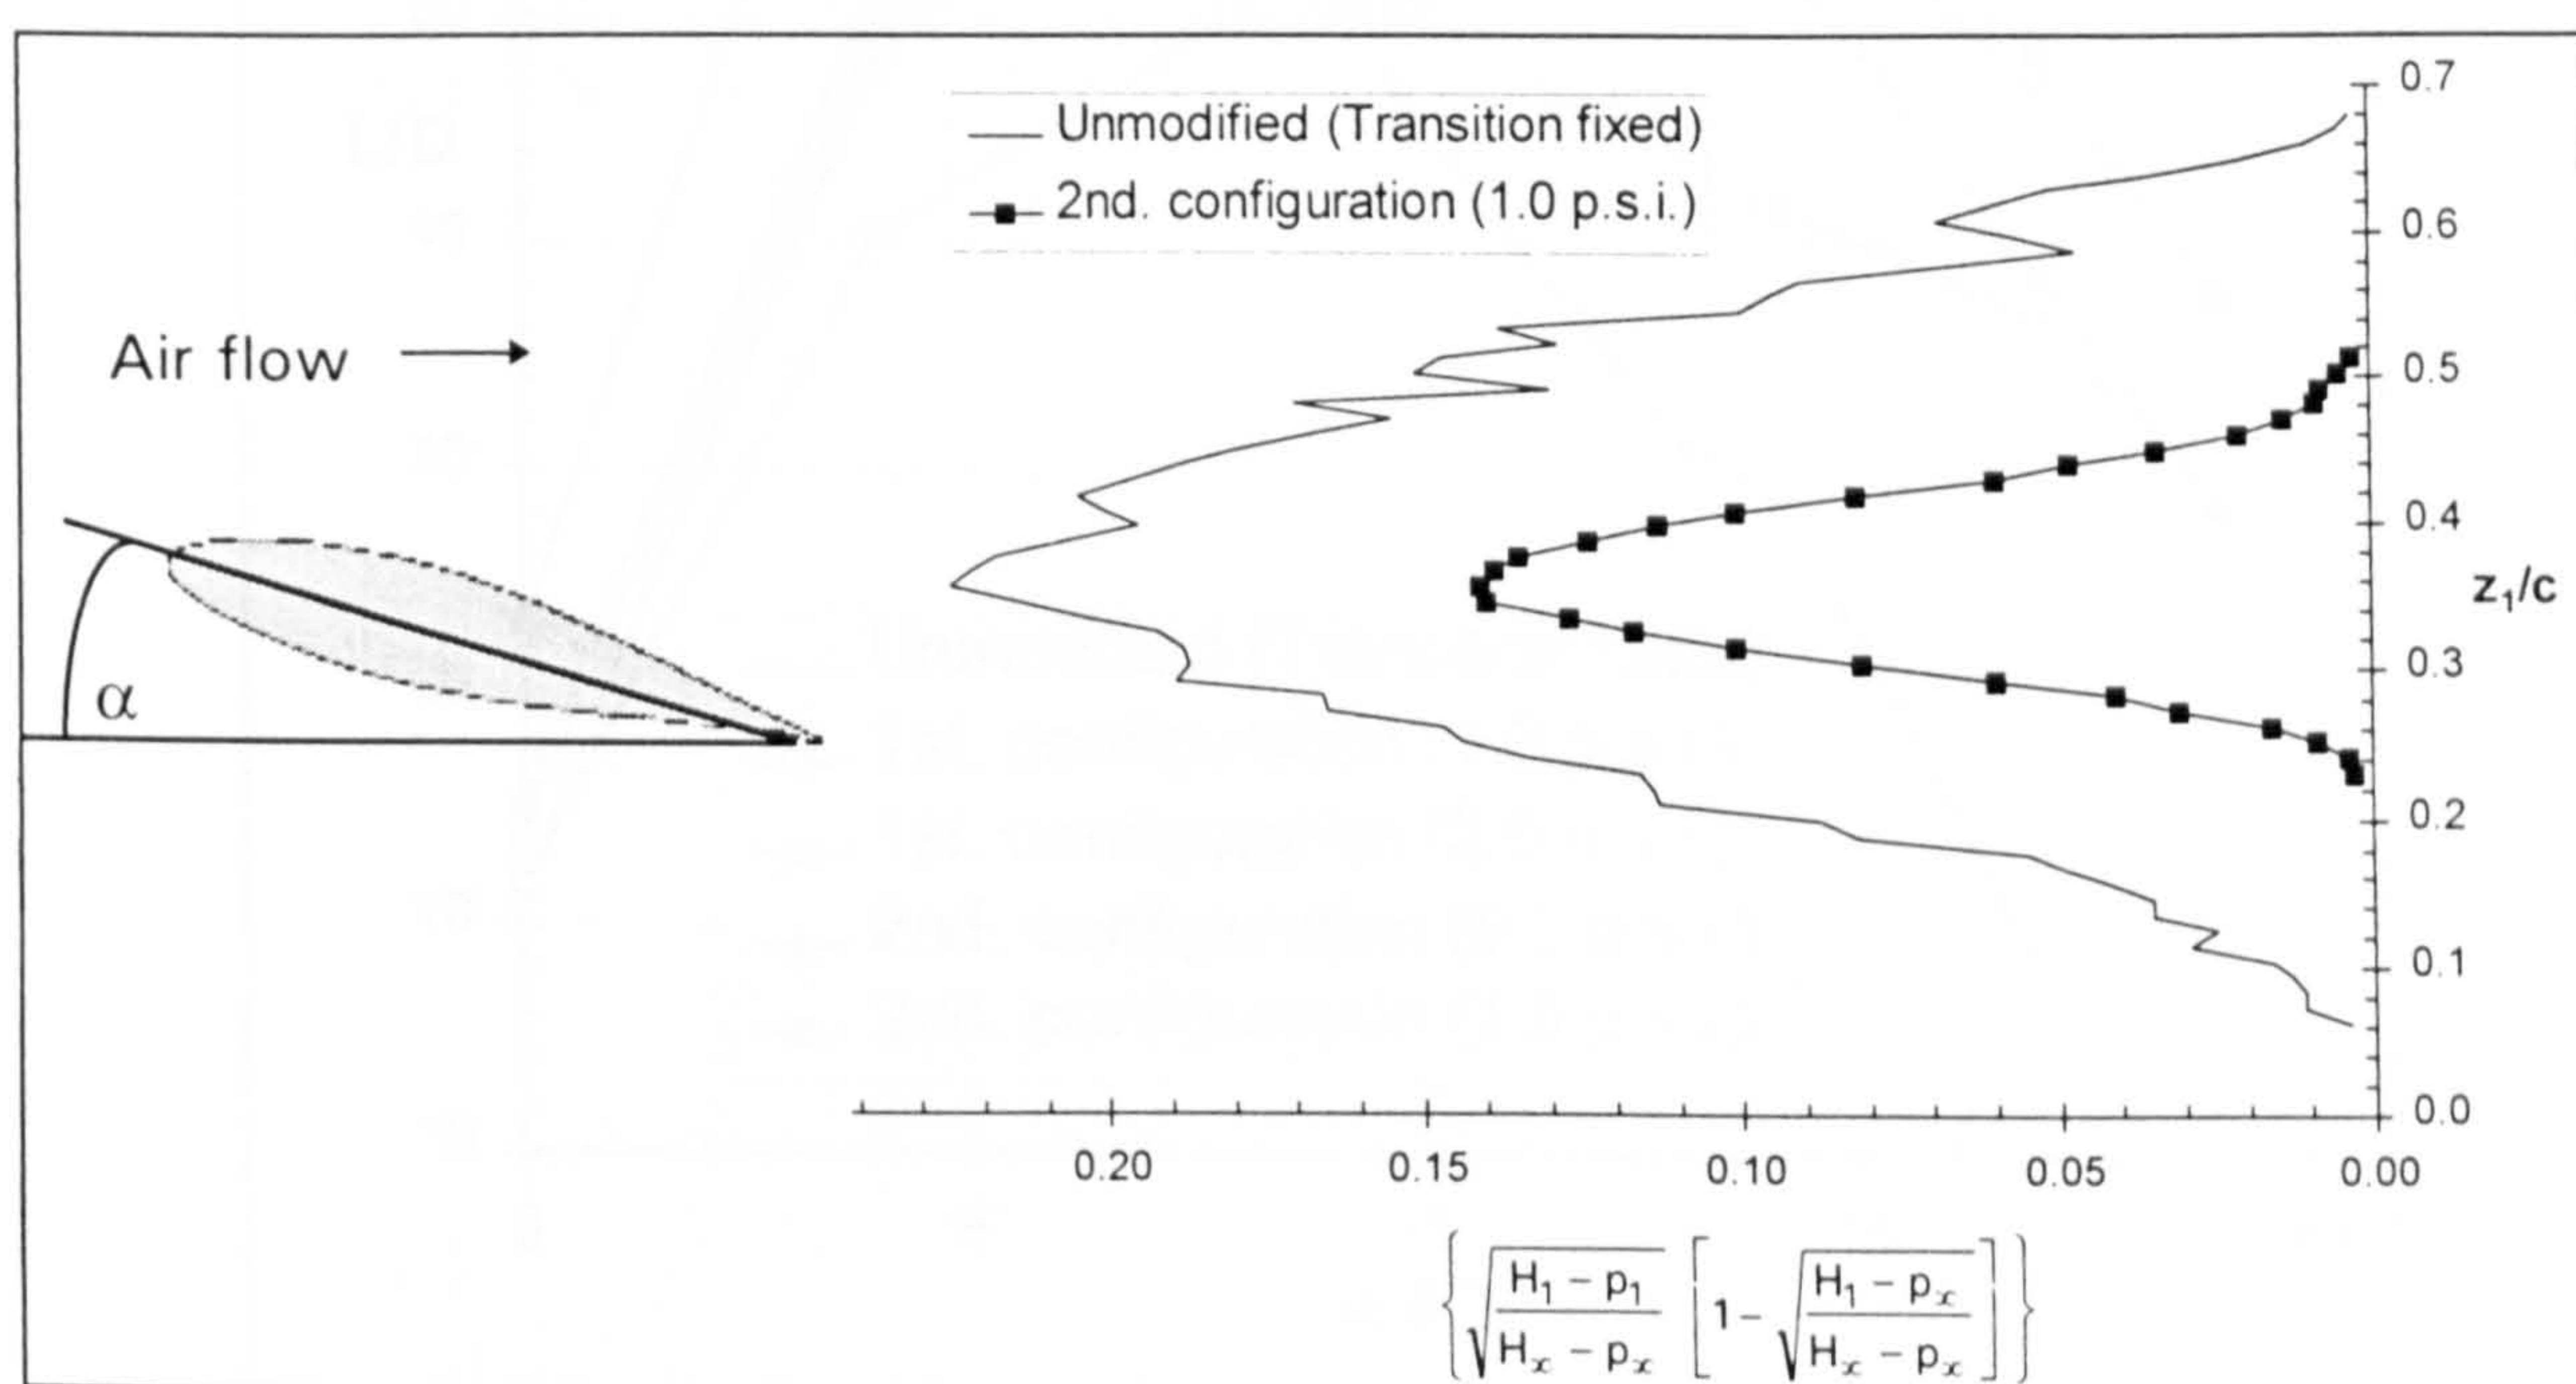 Unmodified (Transition fixed)
2nd. configuration (1.0 p.s.i.)
Air flow
α
0.7
0.6
0.5
0.4
z₁/c
0.3
0.2
0.1
0.0
0.20 0.15 0.10 0.05 0.00
{√((H₁ – p₁)/(Hₓ – pₓ)) [1 – √((H₁ – pₓ)/(Hₓ – pₓ))]}